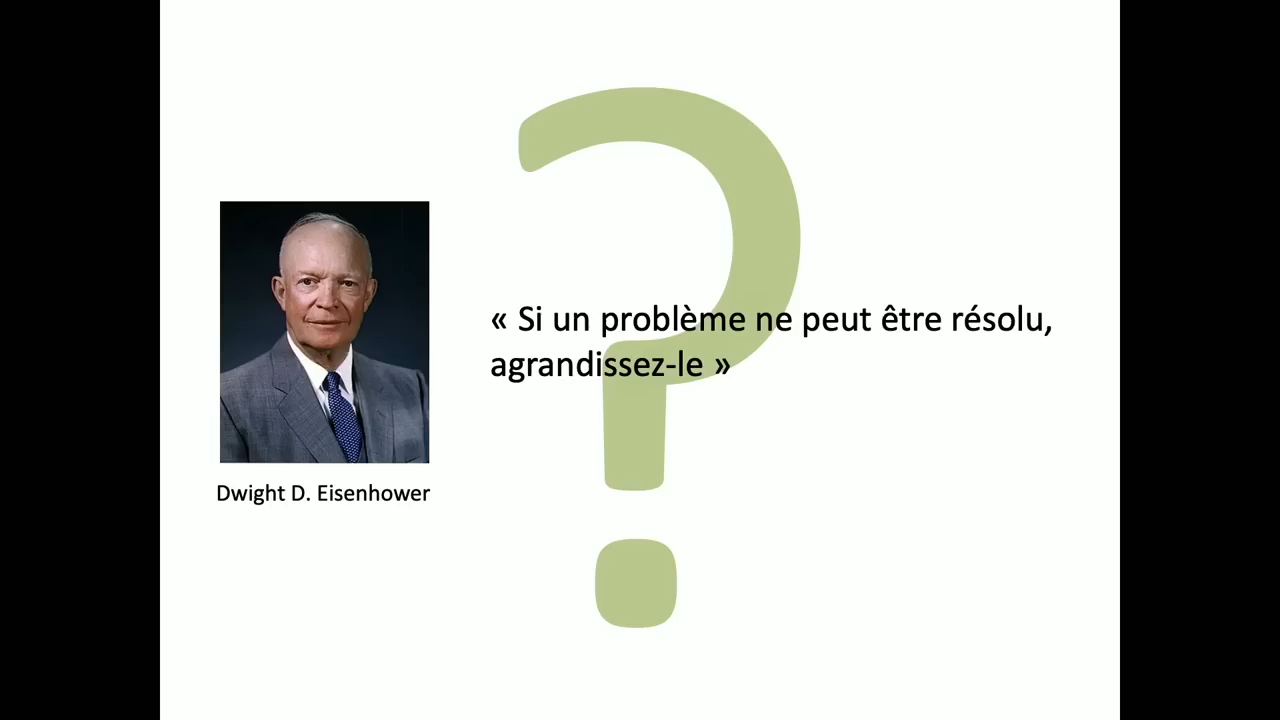 « Si un problème ne peut être résolu,
agrandissez-le »
Dwight D. Eisenhower